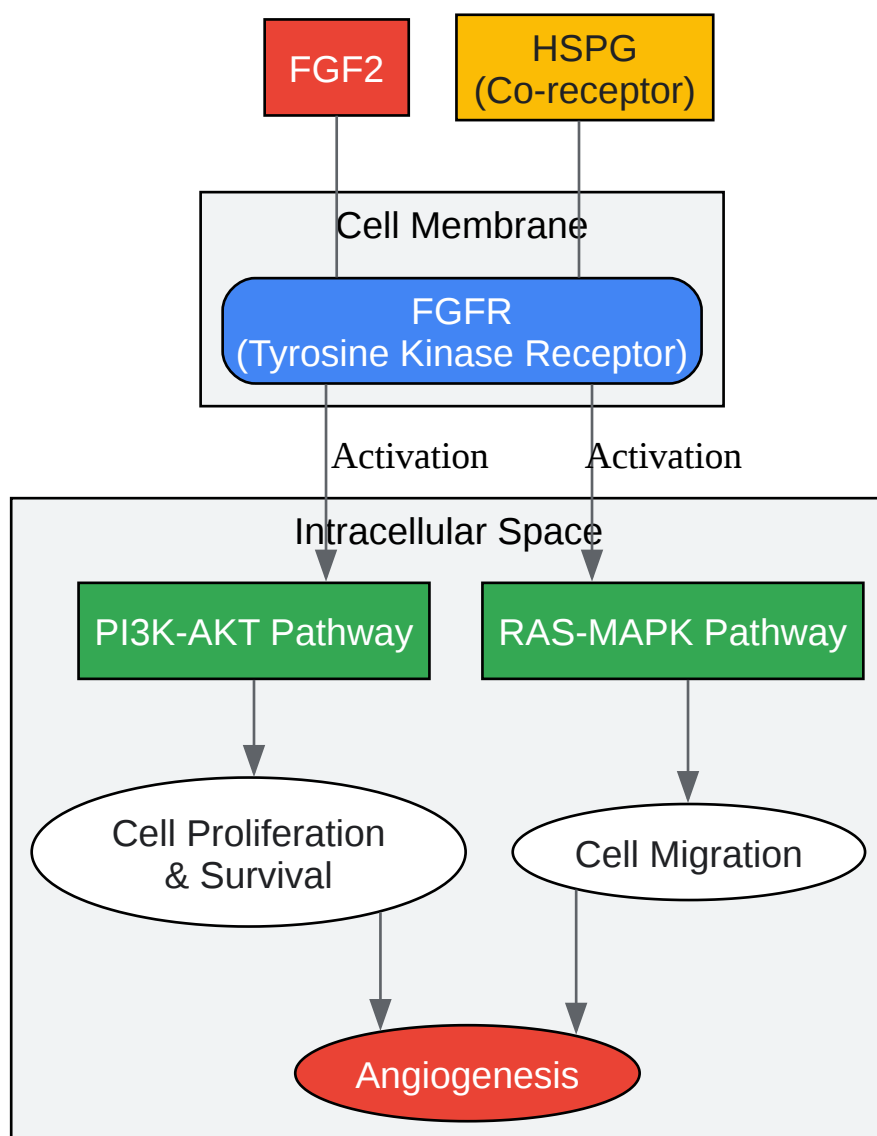 FGF2
HSPG
(Co-receptor)
Cell Membrane
FGFR
(Tyrosine Kinase Receptor)
Activation
Activation
Intracellular Space
PI3K-AKT Pathway
RAS-MAPK Pathway
Cell Proliferation
& Survival
Cell Migration
Angiogenesis